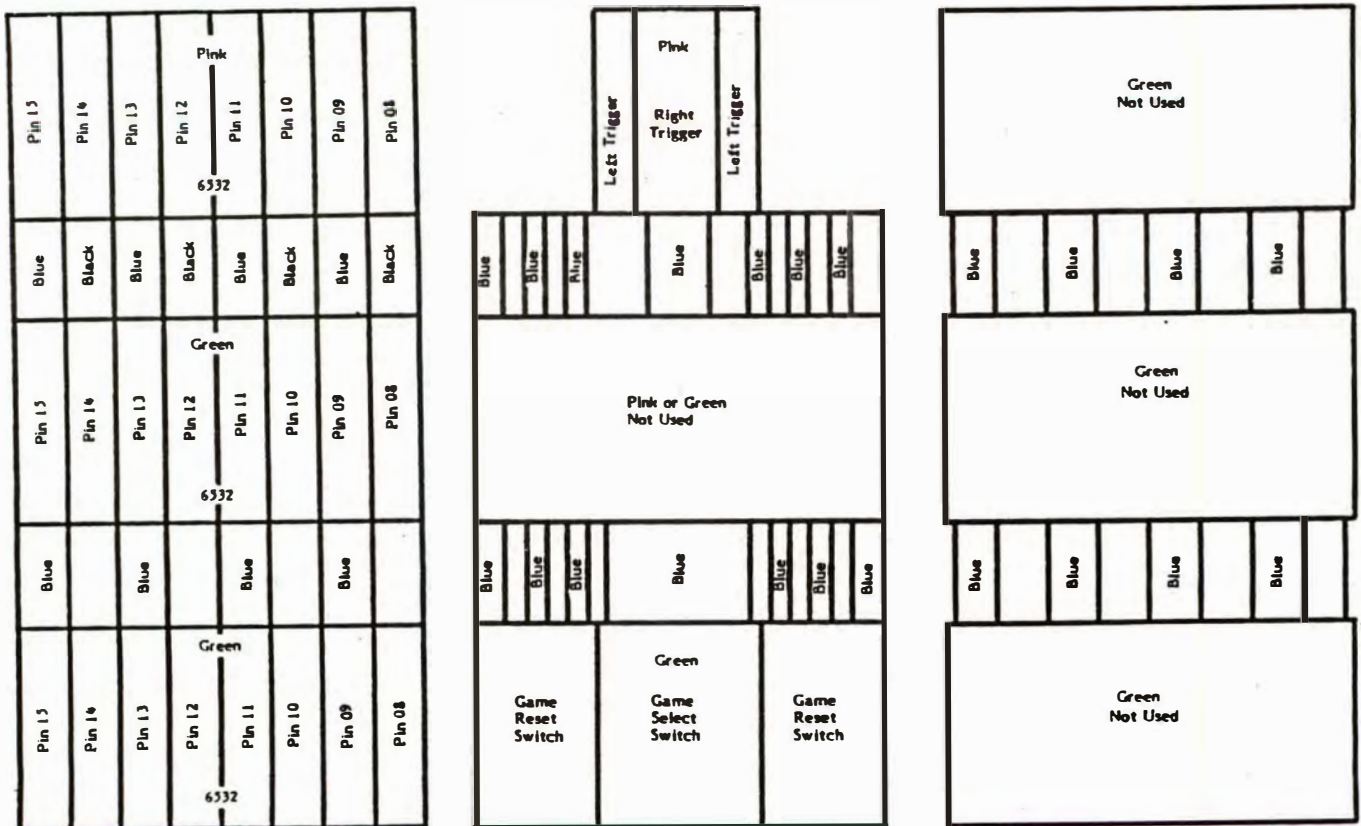 Pink
Pin 15
Pin 14
Pin 13
Pin 12
Pin 11
Pin 10
Pin 09
Pin 08
6532
Blue
Black
Blue
Black
Blue
Black
Blue
Black
Green
Pin 15
Pin 14
Pin 13
Pin 12
Pin 11
Pin 10
Pin 09
Pin 08
6532
Blue
Blue
Blue
Blue
Green
Pin 15
Pin 14
Pin 13
Pin 12
Pin 11
Pin 10
Pin 09
Pin 08
6532
Left Trigger
Pink
Right
Trigger
Left Trigger
Blue
Blue
Blue
Blue
Blue
Blue
Blue
Pink or Green
Not Used
Blue
Blue
Blue
Blue
Blue
Blue
Blue
Game
Reset
Switch
Green
Game
Select
Switch
Game
Reset
Switch
Green
Not Used
Blue
Blue
Blue
Blue
Green
Not Used
Blue
Blue
Blue
Blue
Green
Not Used